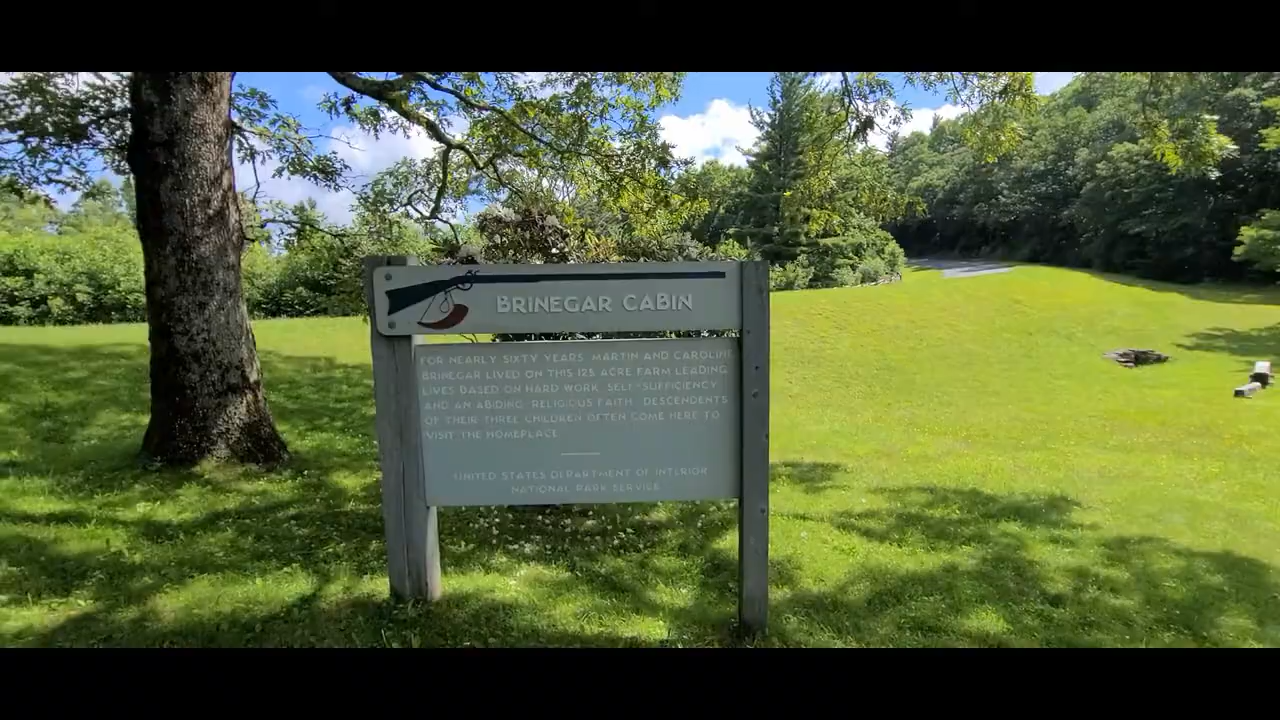 BRINEGAR CABIN
FOR NEARLY SIXTY YEARS MARTIN AND CAROLINE
BRINEGAR LIVED ON THIS 125 ACRE FARM LEADING
LIVES BASED ON HARD WORK SELF-SUFFICIENCY
AND AN ABIDING RELIGIOUS FAITH DESCENDENTS
OF THEIR THREE CHILDREN OFTEN COME HERE TO
VISIT THE HOMEPLACE
UNITED STATES DEPARTMENT OF INTERIOR
NATIONAL PARK SERVICE